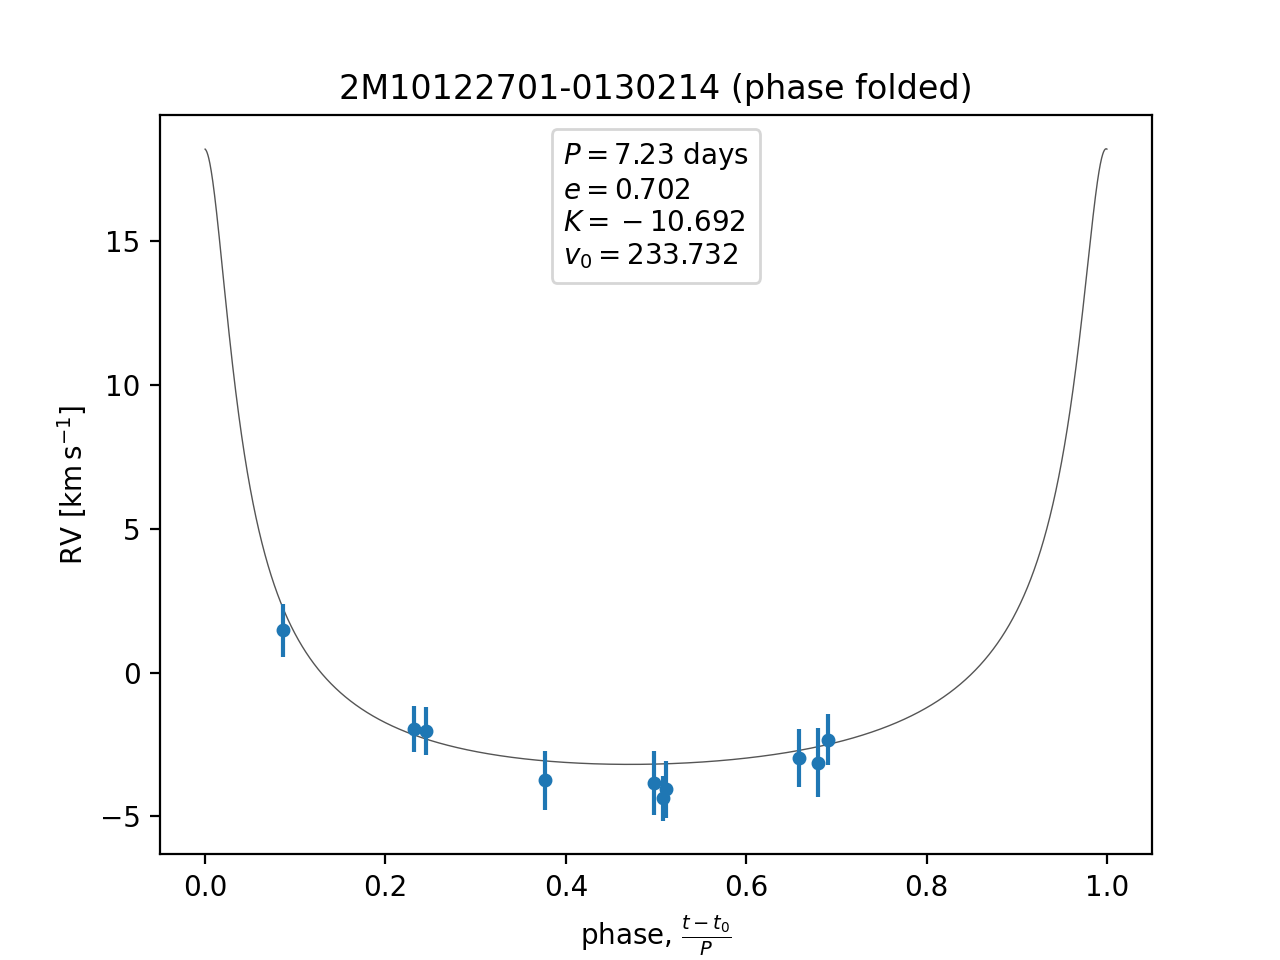 2M10122701-0130214 (phase folded)
P = 7.23 days
e = 0.702
K = −10.692
v₀ = 233.732
RV [km s⁻¹]
15
10
5
0
−5
0.0 0.2 0.4 0.6 0.8 1.0
phase, (t − t₀)/P